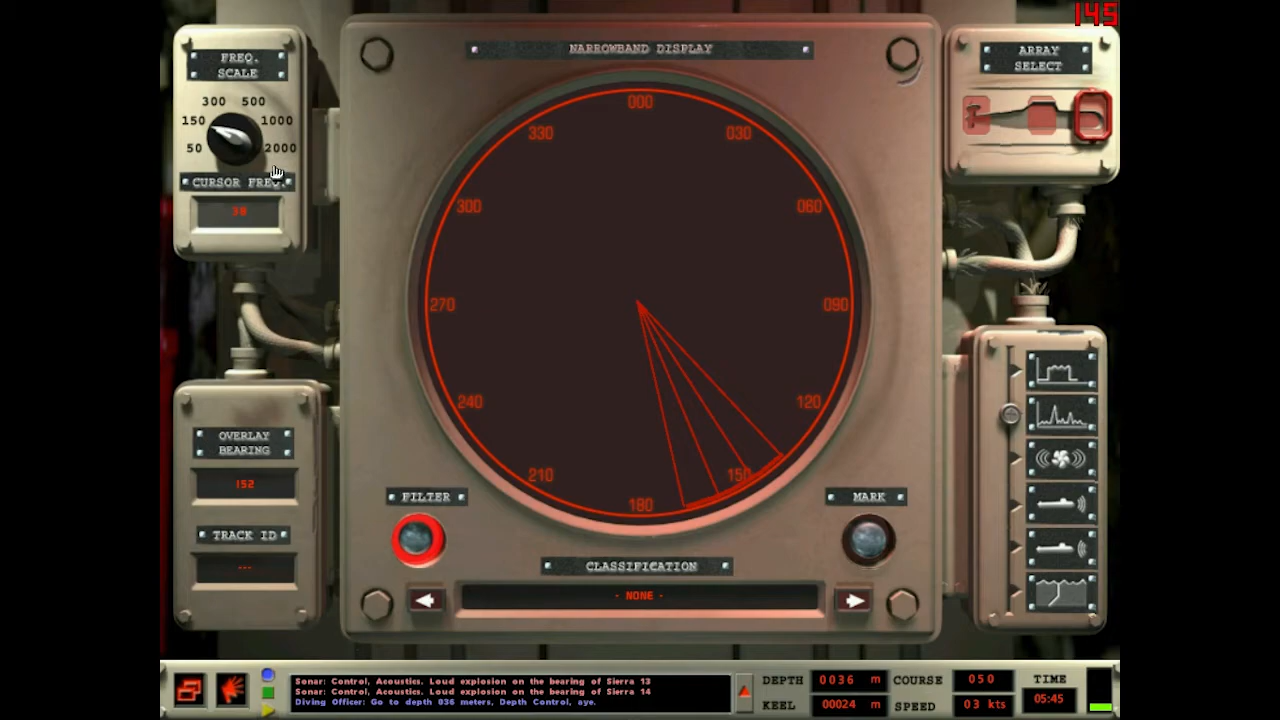 145
FREQ.
SCALE
300 500
150 1000
50 2000
CURSOR FREQ.
38
NARROWBAND DISPLAY
000
330 030
300 060
270 090
240 120
210 150
180
ARRAY
SELECT
OVERLAY
BEARING
152
TRACK ID
---
FILTER
MARK
CLASSIFICATION
- NONE -
Sonar: Control, Acoustics. Loud explosion on the bearing of Sierra 13
Sonar: Control, Acoustics. Loud explosion on the bearing of Sierra 14
Diving Officer: Go to depth 036 meters, Depth Control, aye.
DEPTH 0036 m COURSE 050 TIME
KEEL 00024 m SPEED 03 kts 05:45